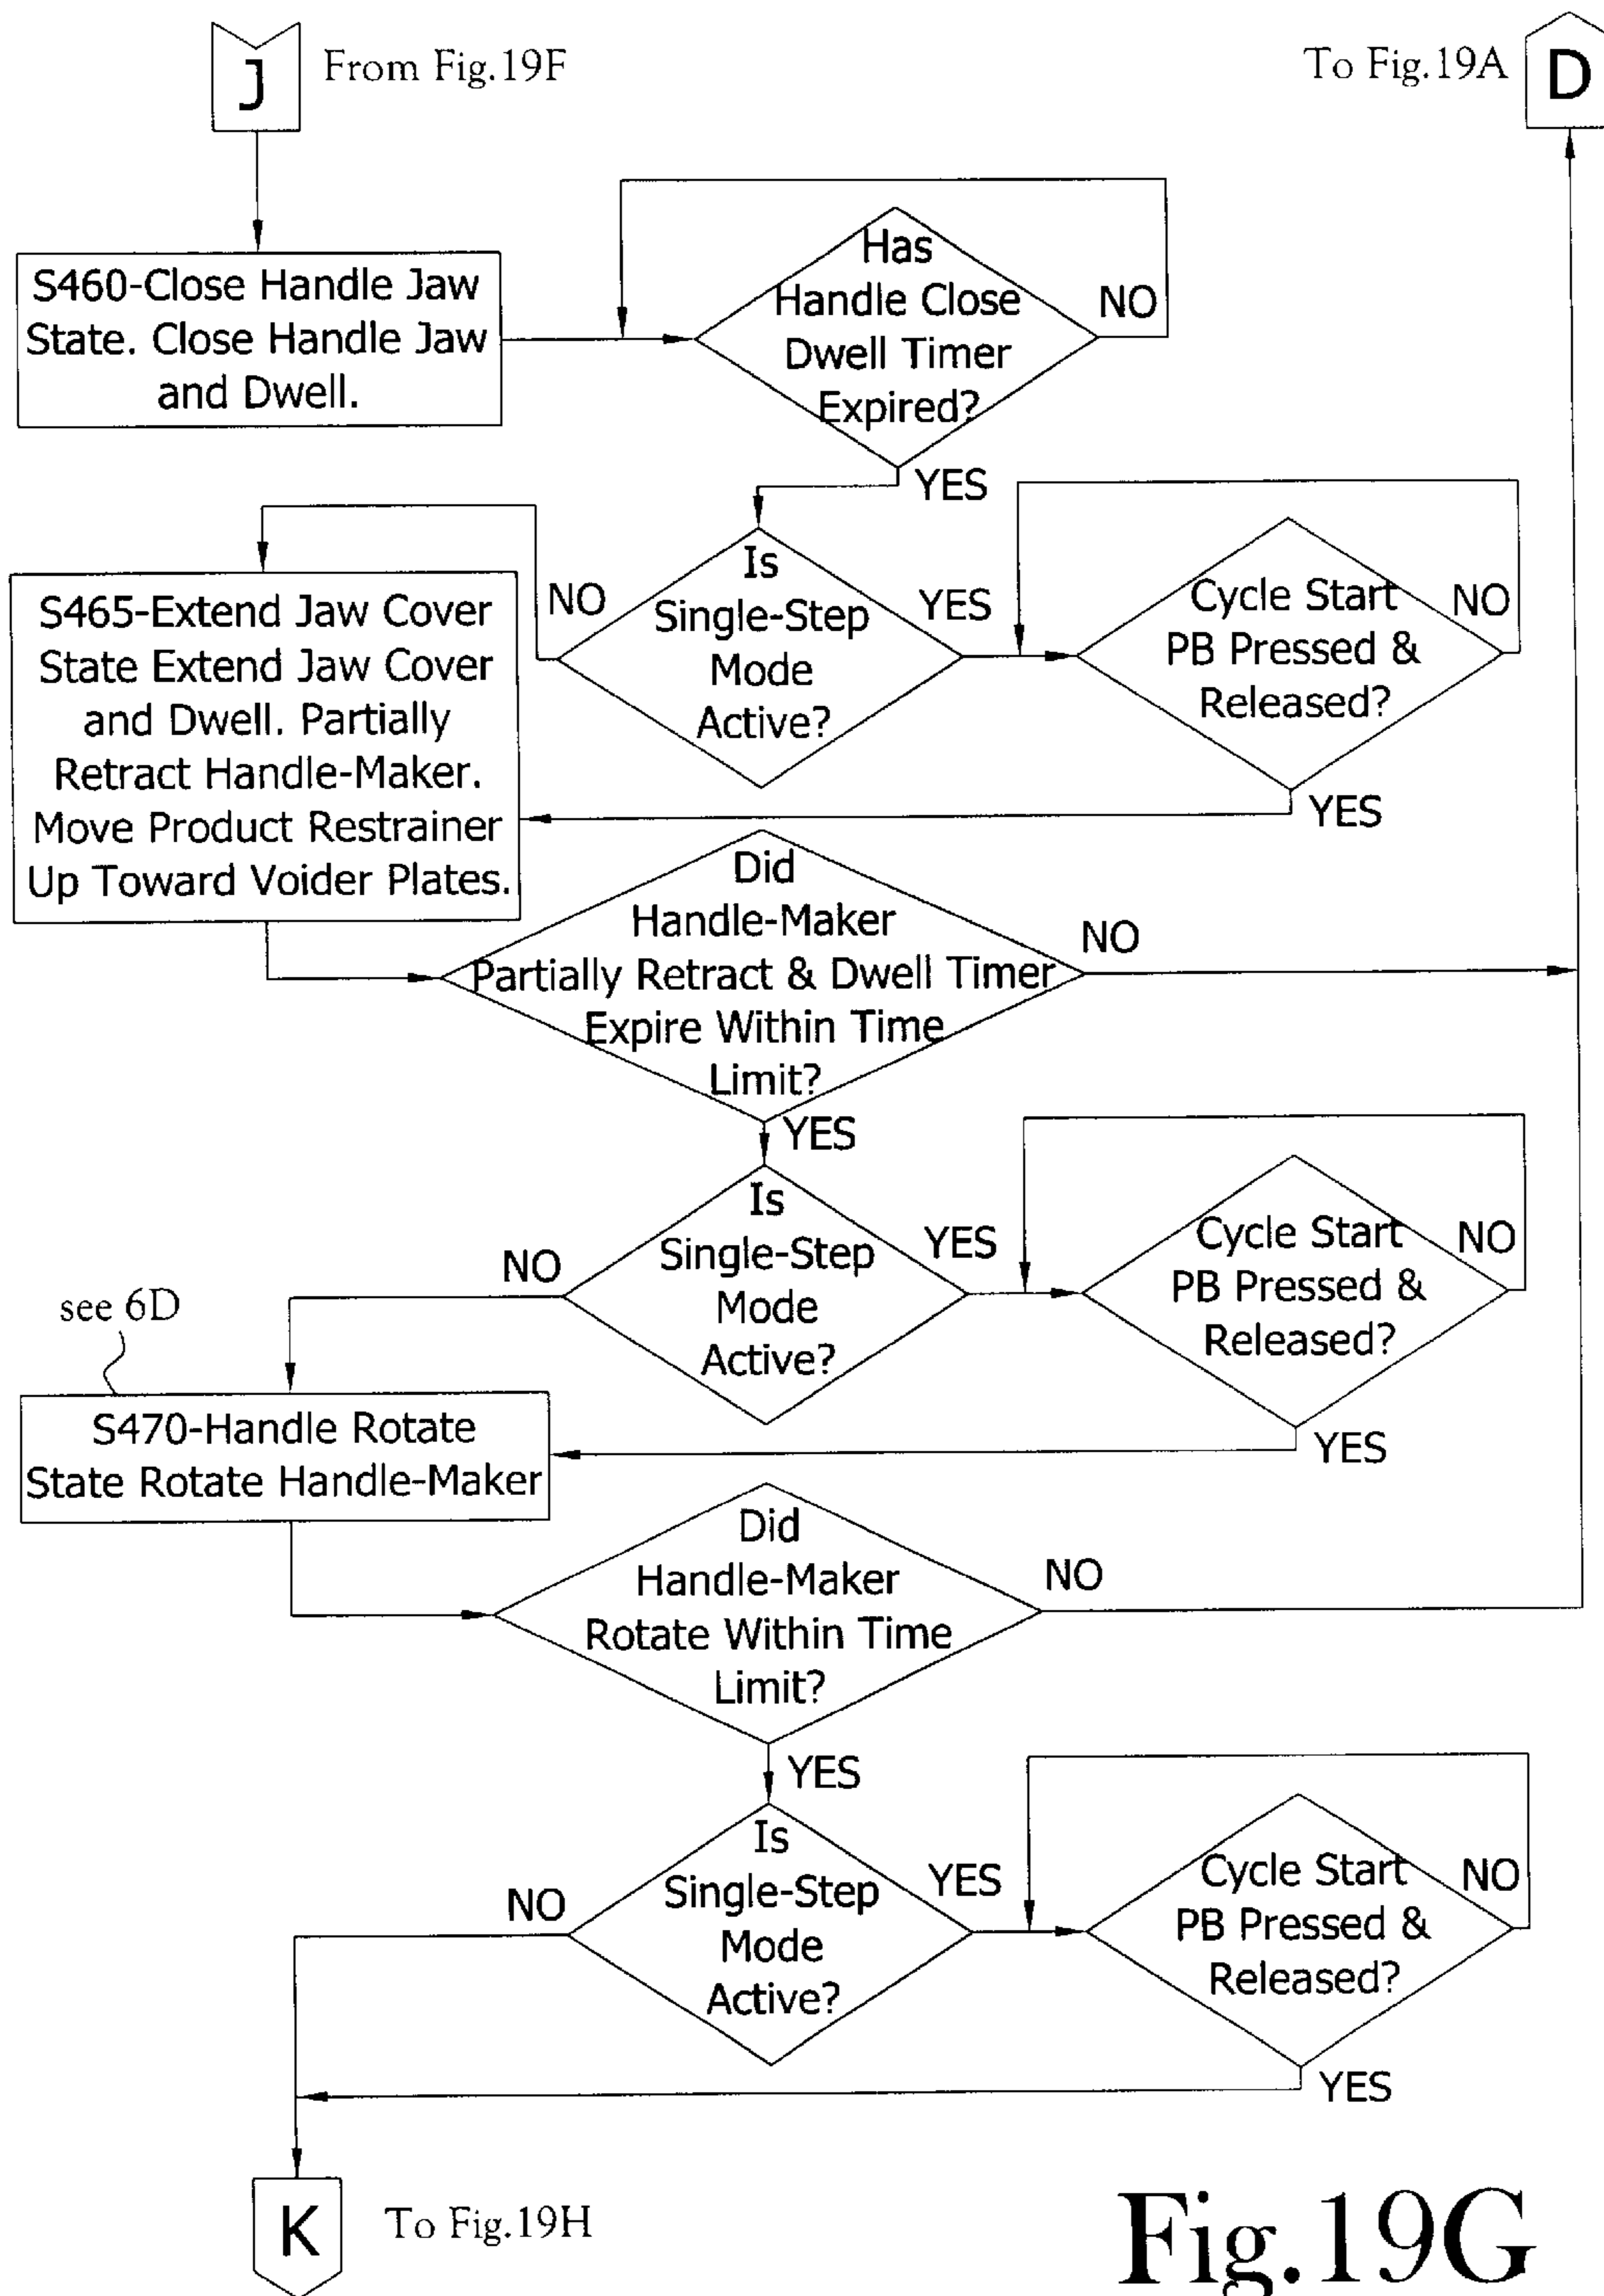 J
From Fig.19F
To Fig.19A
D
S460-Close Handle Jaw
State. Close Handle Jaw
and Dwell.
Has
Handle Close
Dwell Timer
Expired?
NO
YES
Is
Single-Step
Mode
Active?
NO
YES
Cycle Start
PB Pressed &
Released?
NO
YES
S465-Extend Jaw Cover
State Extend Jaw Cover
and Dwell. Partially
Retract Handle-Maker.
Move Product Restrainer
Up Toward Voider Plates.
Did
Handle-Maker
Partially Retract & Dwell Timer
Expire Within Time
Limit?
NO
YES
Is
Single-Step
Mode
Active?
NO
YES
Cycle Start
PB Pressed &
Released?
NO
YES
see 6D
S470-Handle Rotate
State Rotate Handle-Maker
Did
Handle-Maker
Rotate Within Time
Limit?
NO
YES
Is
Single-Step
Mode
Active?
NO
YES
Cycle Start
PB Pressed &
Released?
NO
YES
K
To Fig.19H
Fig.19G